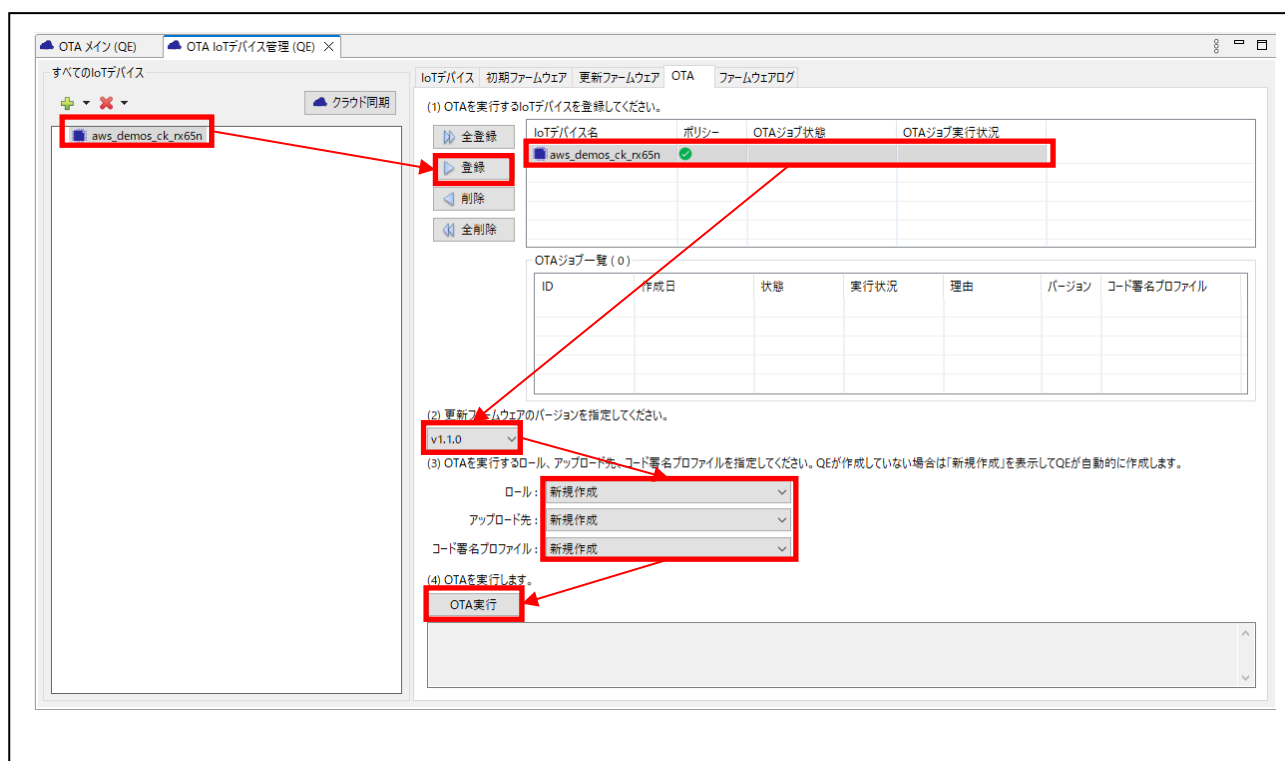 OTA メイン (QE)
OTA IoTデバイス管理 (QE)
すべてのIoTデバイス
クラウド同期
aws_demos_ck_rx65n
IoTデバイス
初期ファームウェア
更新ファームウェア
OTA
ファームウェアログ
(1) OTAを実行するIoTデバイスを登録してください。
全登録
登録
削除
全削除
IoTデバイス名
ポリシー
OTAジョブ状態
OTAジョブ実行状況
aws_demos_ck_rx65n
OTAジョブ一覧 ( 0 )
ID
作成日
状態
実行状況
理由
バージョン
コード署名プロファイル
(2) 更新ファームウェアのバージョンを指定してください。
v1.1.0
(3) OTAを実行するロール、アップロード先、コード署名プロファイルを指定してください。QEが作成していない場合は「新規作成」を表示してQEが自動的に作成します。
ロール : 新規作成
アップロード先 : 新規作成
コード署名プロファイル : 新規作成
(4) OTAを実行します。
OTA実行